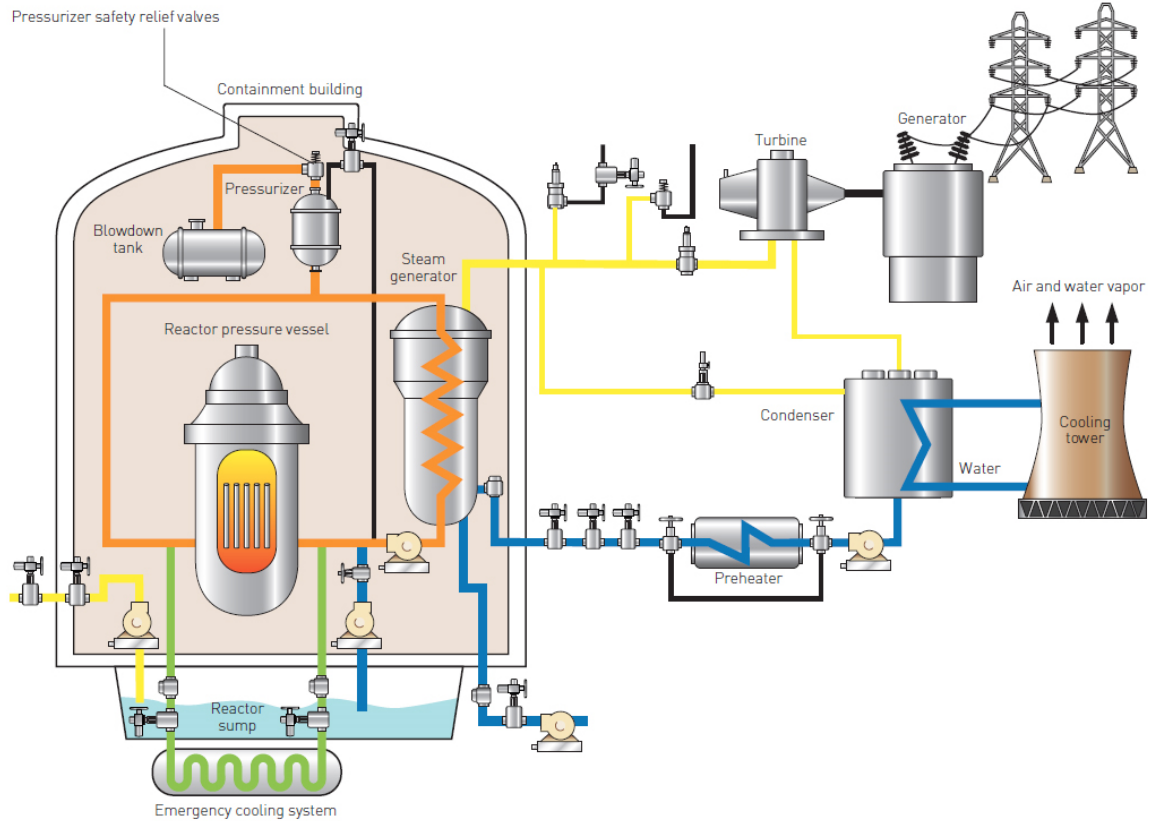 Pressurizer safety relief valves
Containment building
Generator
Turbine
Pressurizer
Blowdown
tank
Steam
generator
Air and water vapor
Reactor pressure vessel
Condenser
Cooling
tower
Water
Preheater
Reactor
sump
Emergency cooling system